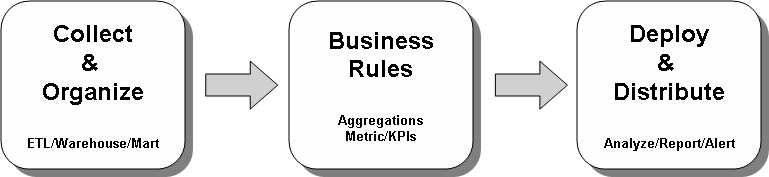 Collect
&
Organize
ETL/Warehouse/Mart
Business
Rules
Aggregations
Metric/KPIs
Deploy
&
Distribute
Analyze/Report/Alert